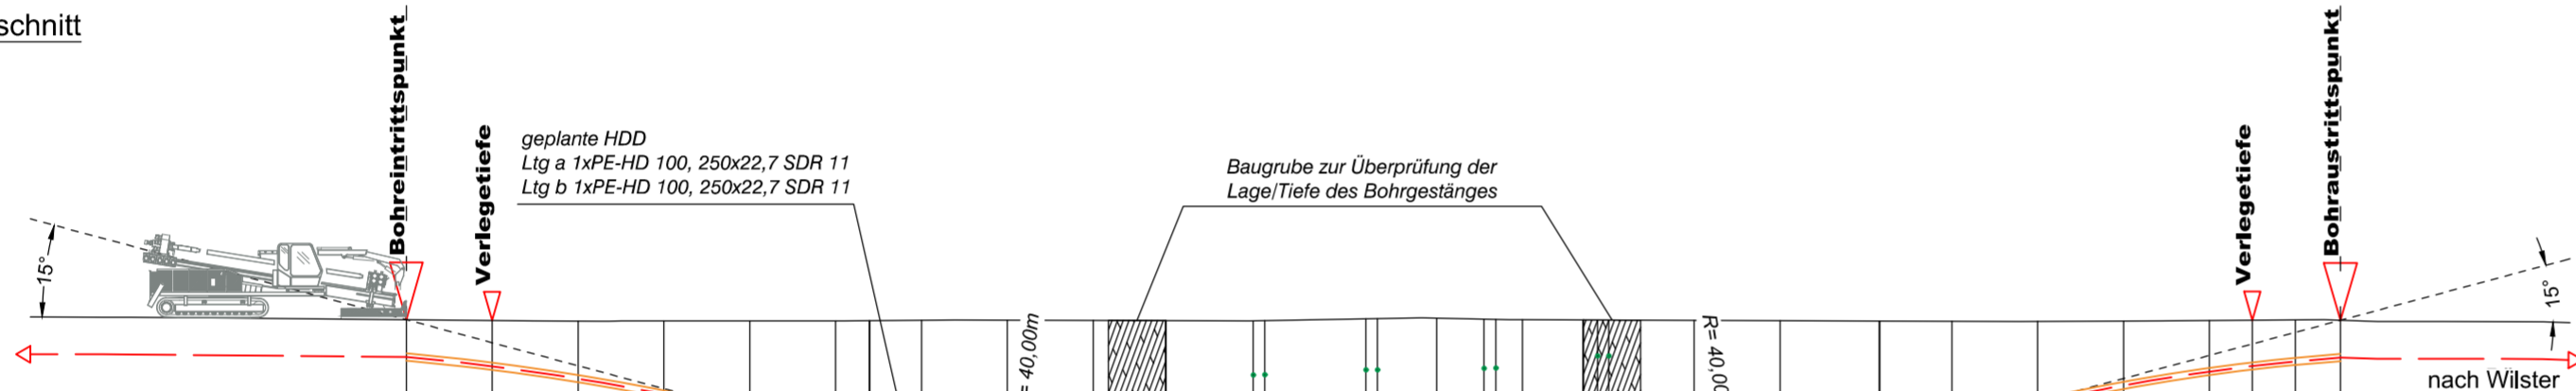 schnitt
Bohreintrittspunkt
Verlegetiefe
geplante HDD
Ltg a 1xPE-HD 100, 250x22,7 SDR 11
Ltg b 1xPE-HD 100, 250x22,7 SDR 11
Baugrube zur Überprüfung der
Lage/Tiefe des Bohrgestänges
Verlegetiefe
Bohraustrittspunkt
15°
15°
= 40,00m
R= 40,00
nach Wilster